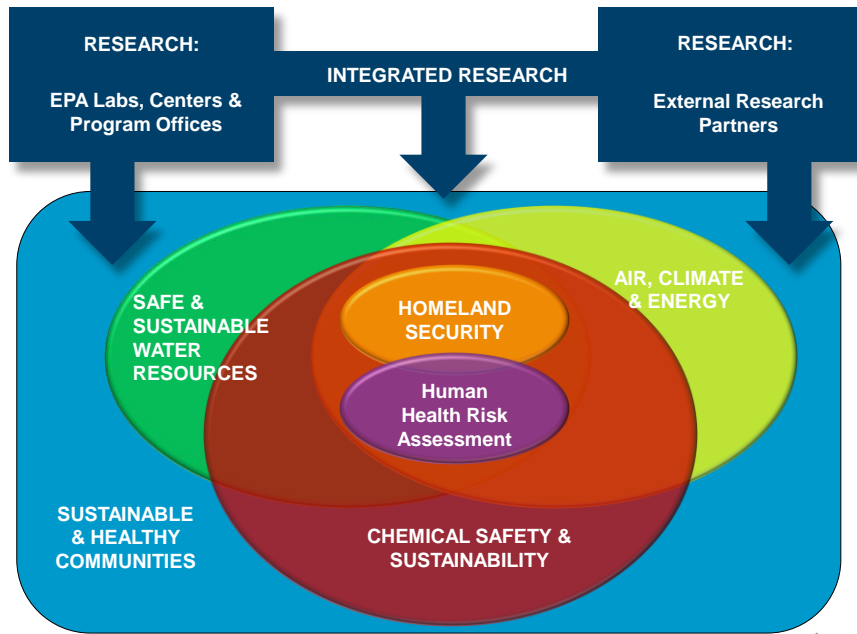 RESEARCH:
EPA Labs, Centers &
Program Offices
INTEGRATED RESEARCH
RESEARCH:
External Research
Partners
SAFE &
SUSTAINABLE
WATER
RESOURCES
HOMELAND
SECURITY
AIR, CLIMATE
& ENERGY
Human
Health Risk
Assessment
SUSTAINABLE
& HEALTHY
COMMUNITIES
CHEMICAL SAFETY &
SUSTAINABILITY